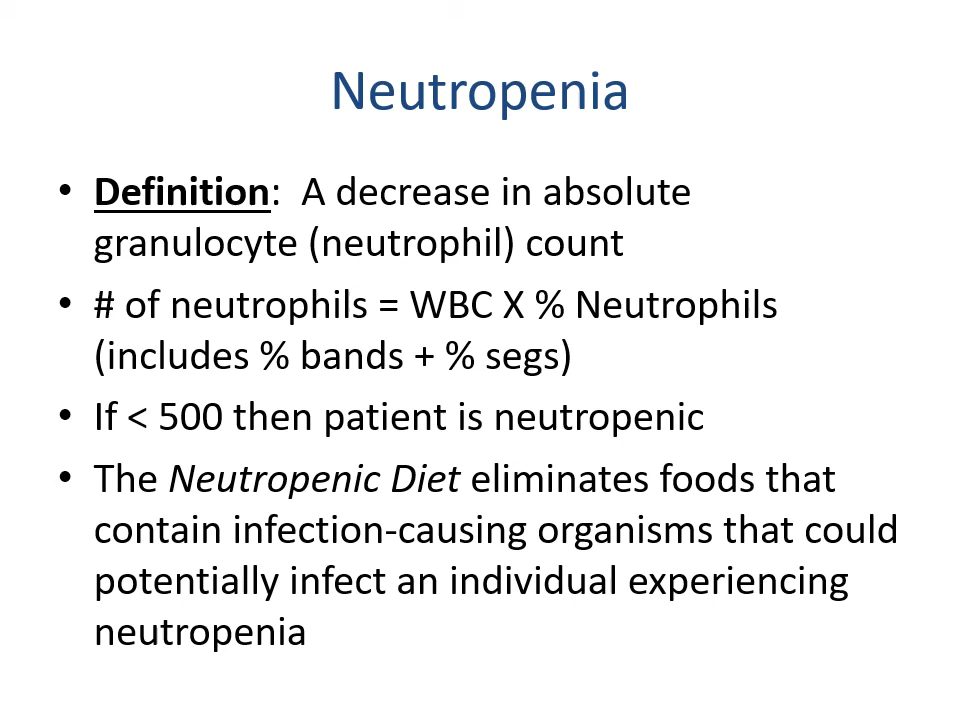 Neutropenia
• Definition: A decrease in absolute
granulocyte (neutrophil) count
• # of neutrophils = WBC X % Neutrophils
(includes % bands + % segs)
• If < 500 then patient is neutropenic
• The Neutropenic Diet eliminates foods that
contain infection-causing organisms that could
potentially infect an individual experiencing
neutropenia